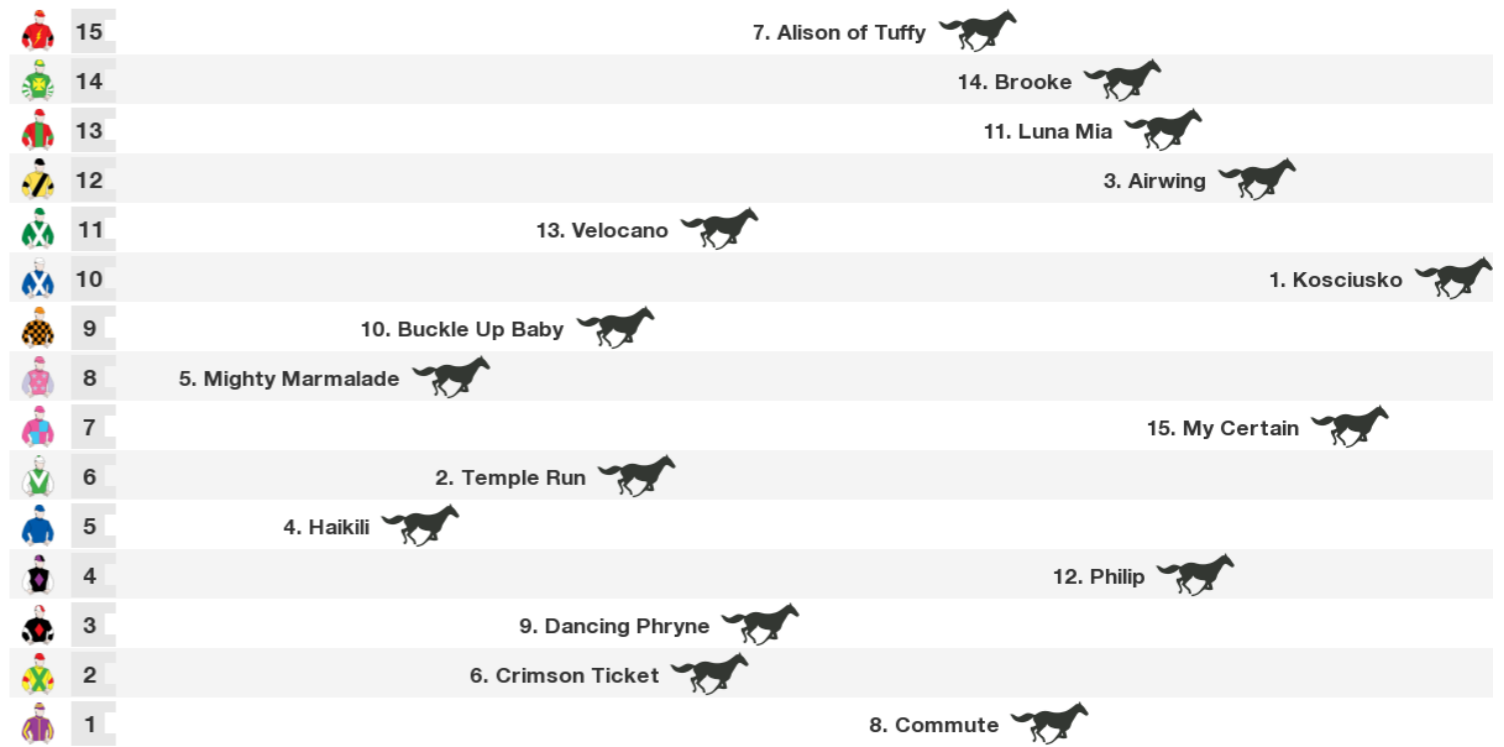 15 7. Alison of Tuffy
14 14. Brooke
13 11. Luna Mia
12 3. Airwing
11 13. Velocano
10 1. Kosciusko
9 10. Buckle Up Baby
8 5. Mighty Marmalade
7 15. My Certain
6 2. Temple Run
5 4. Haikili
4 12. Philip
3 9. Dancing Phryne
2 6. Crimson Ticket
1 8. Commute